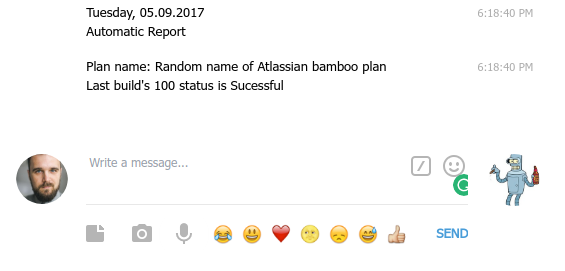 Tuesday, 05.09.2017 6:18:40 PM
Automatic Report
Plan name: Random name of Atlassian bamboo plan 6:18:40 PM
Last build's 100 status is Sucessful
Write a message...
SEND